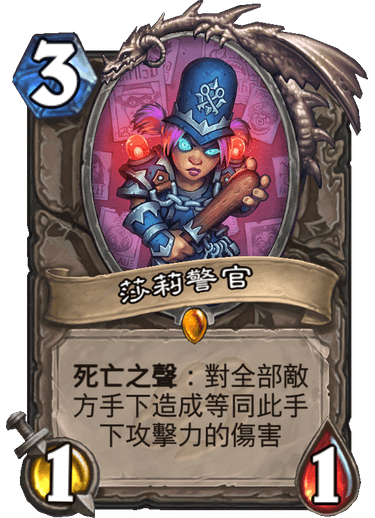 3
莎莉警官
死亡之聲：對全部敵
方手下造成等同此手
下攻擊力的傷害
1
1